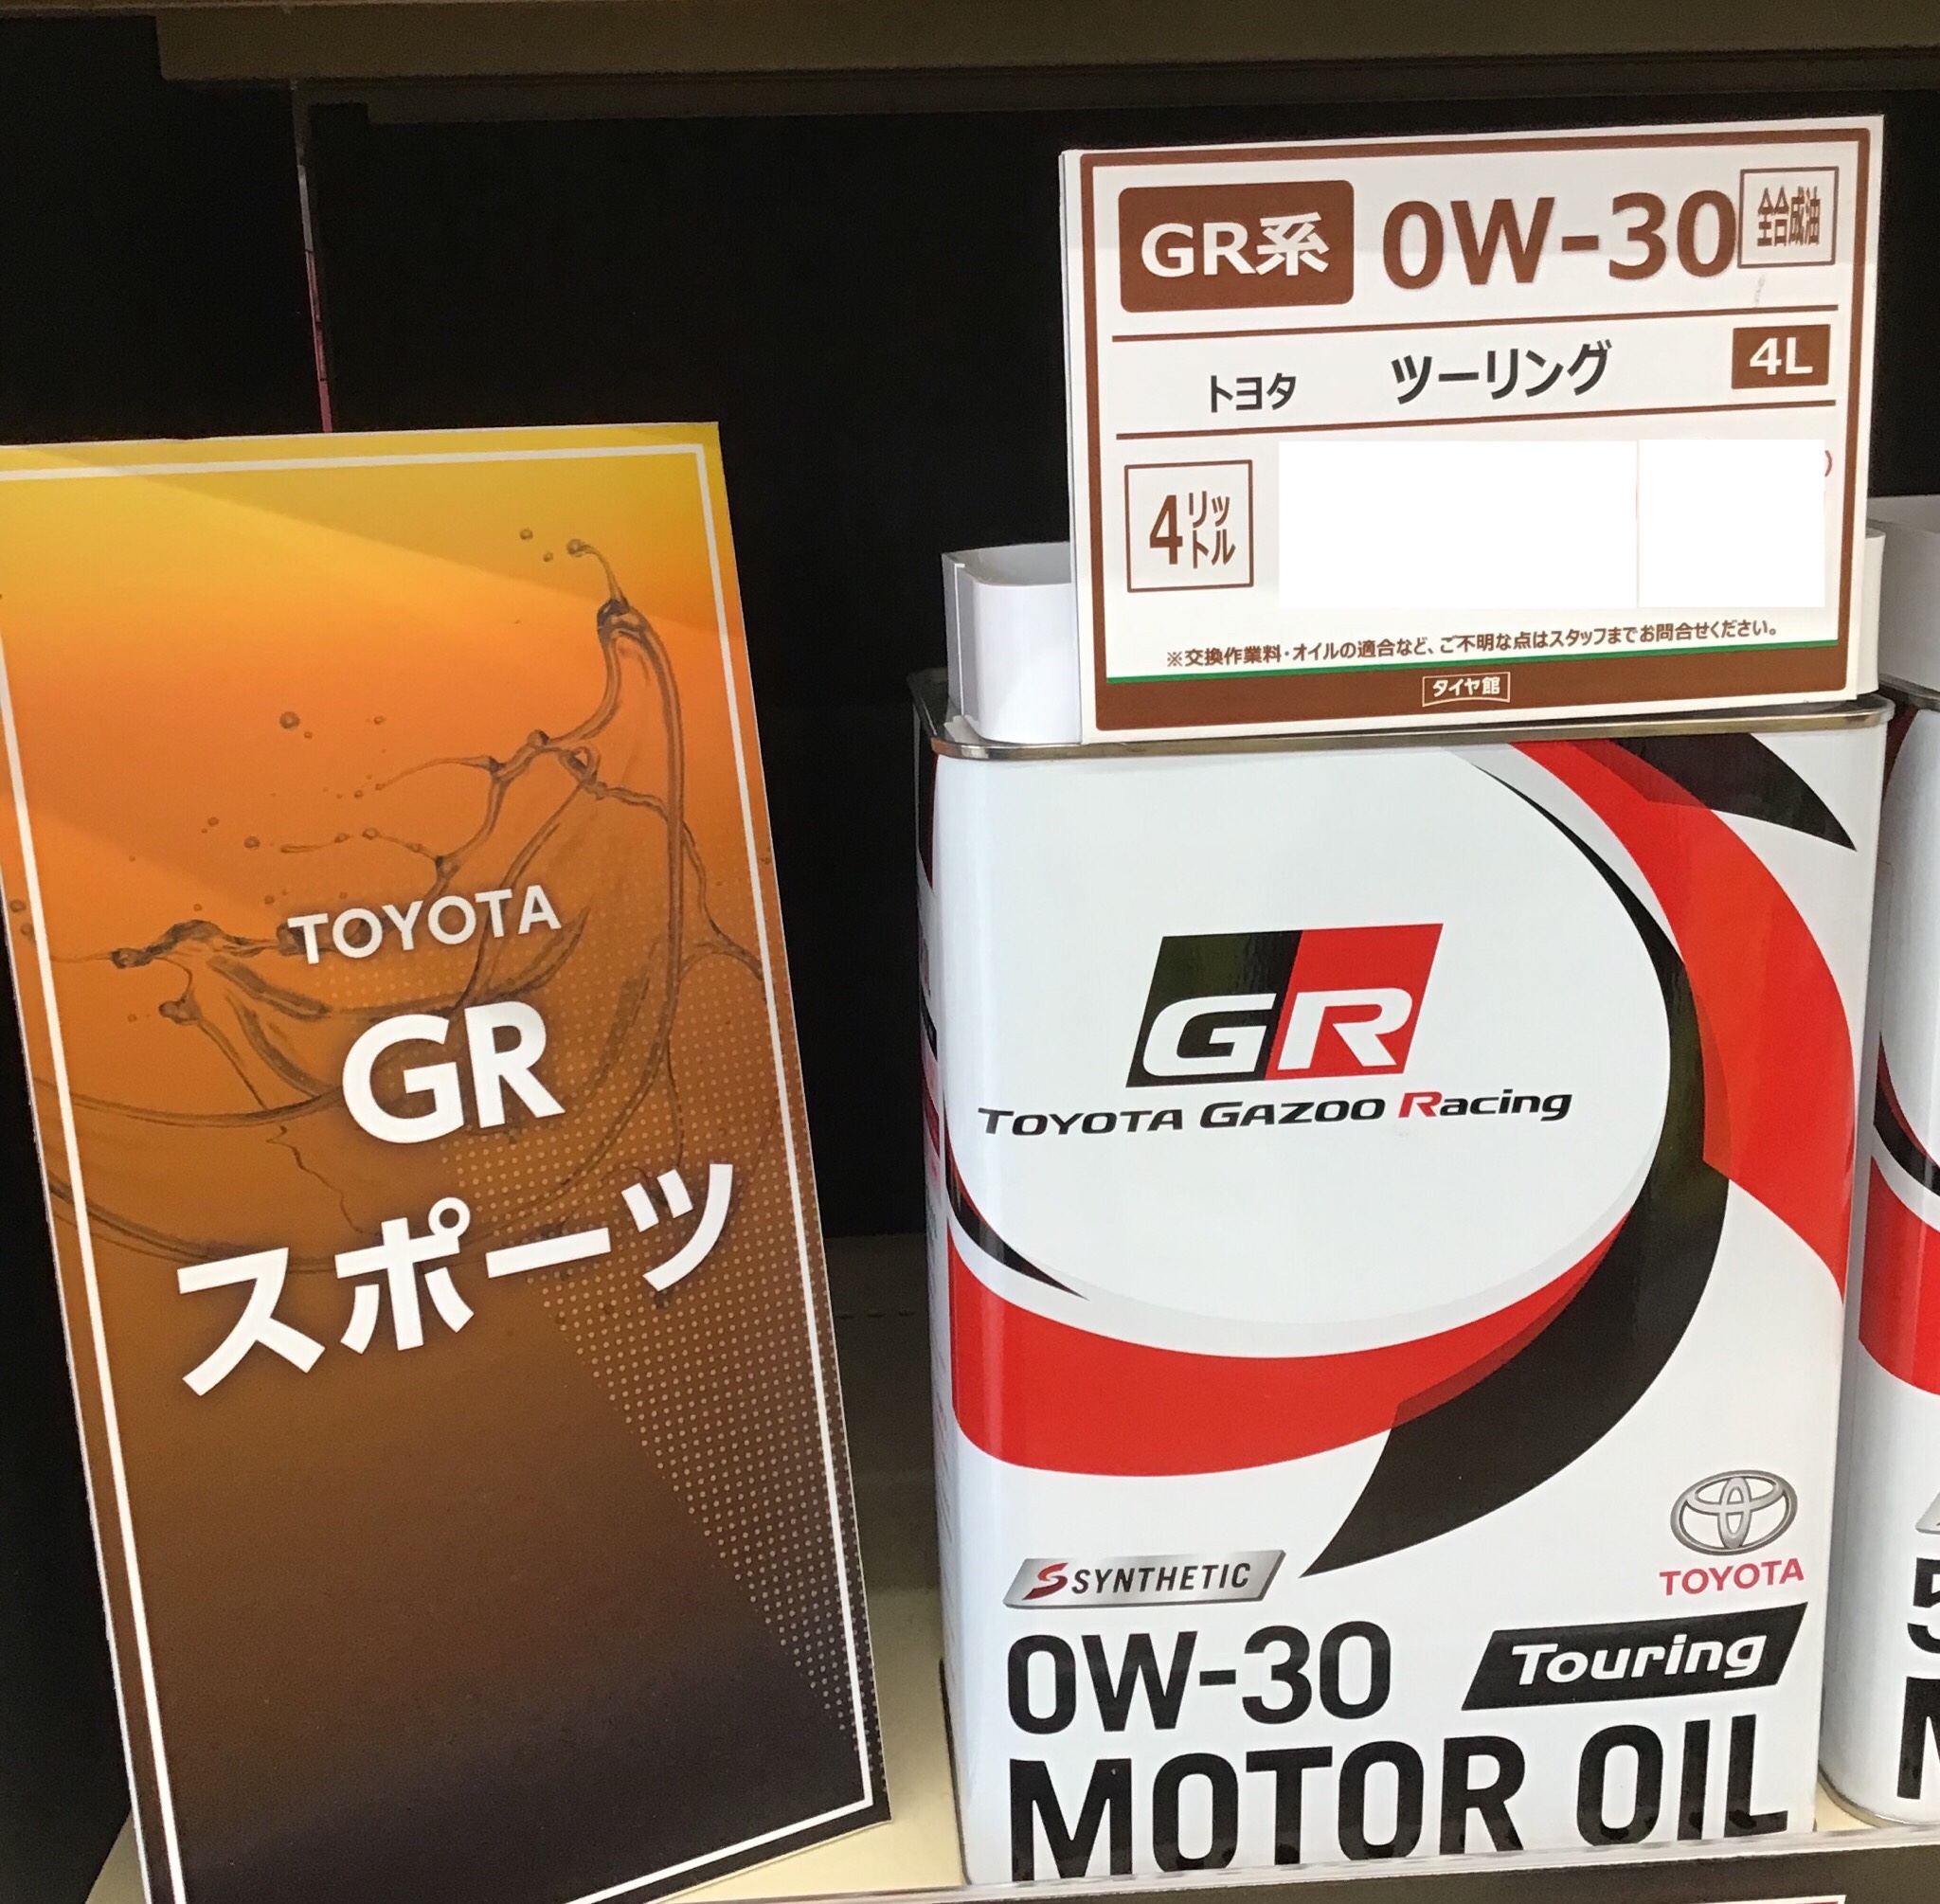 TOYOTA
GR
スポーツ
GR系 0W-30 全合成油
トヨタ ツーリング 4L
4リットル
※交換作業料・オイルの適合など、ご不明な点はスタッフまでお問合せください。
タイヤ館
GR
TOYOTA GAZOO Racing
TOYOTA
S SYNTHETIC
0W-30 Touring
MOTOR OIL
5
M